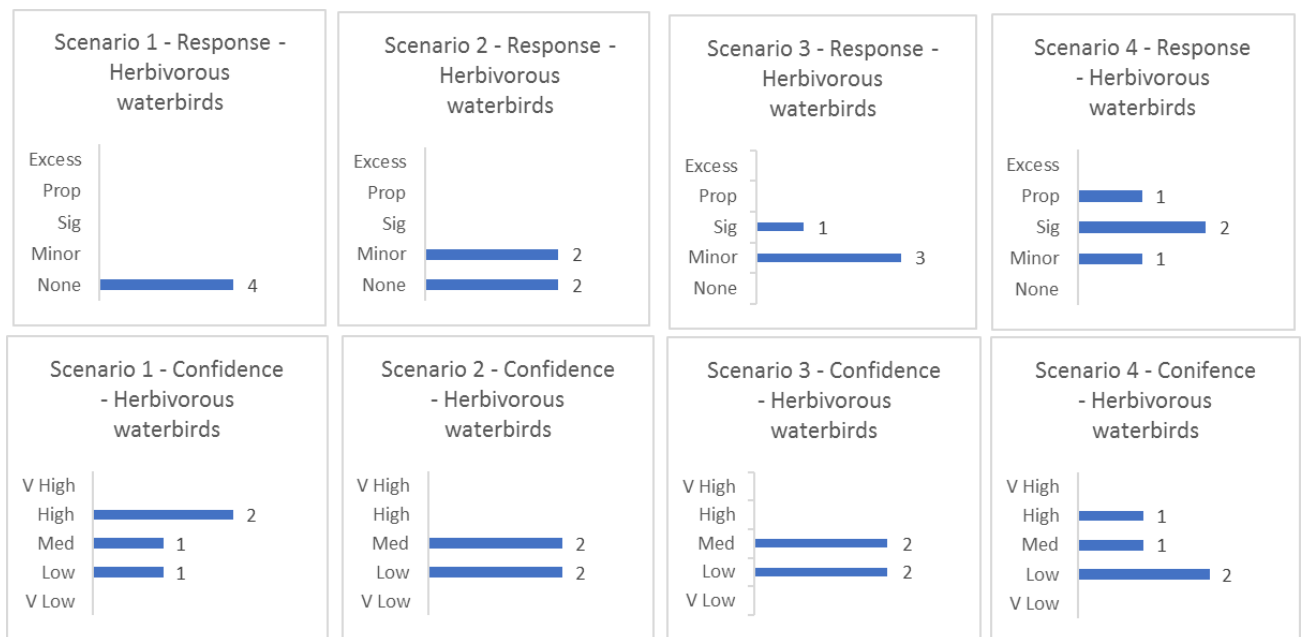 Scenario 1 - Response -
Herbivorous
waterbirds
Excess
Prop
Sig
Minor
None
4
Scenario 2 - Response -
Herbivorous
waterbirds
Excess
Prop
Sig
Minor
2
None
2
Scenario 3 - Response -
Herbivorous
waterbirds
Excess
Prop
Sig
1
Minor
3
None
Scenario 4 - Response
- Herbivorous
waterbirds
Excess
Prop
1
Sig
2
Minor
1
None
Scenario 1 - Confidence
- Herbivorous
waterbirds
V High
High
2
Med
1
Low
1
V Low
Scenario 2 - Confidence
- Herbivorous
waterbirds
V High
High
Med
2
Low
2
V Low
Scenario 3 - Confidence
- Herbivorous
waterbirds
V High
High
Med
2
Low
2
V Low
Scenario 4 - Conifence
- Herbivorous
waterbirds
V High
High
1
Med
1
Low
2
V Low